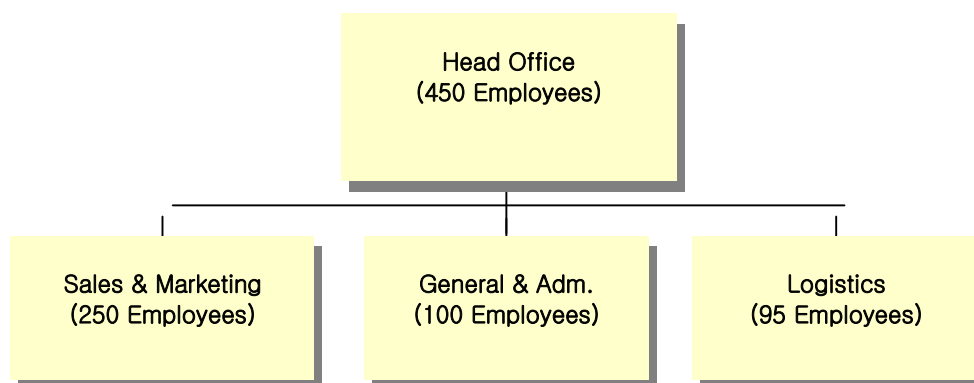 Head Office
(450 Employees)
Sales & Marketing
(250 Employees)
General & Adm.
(100 Employees)
Logistics
(95 Employees)